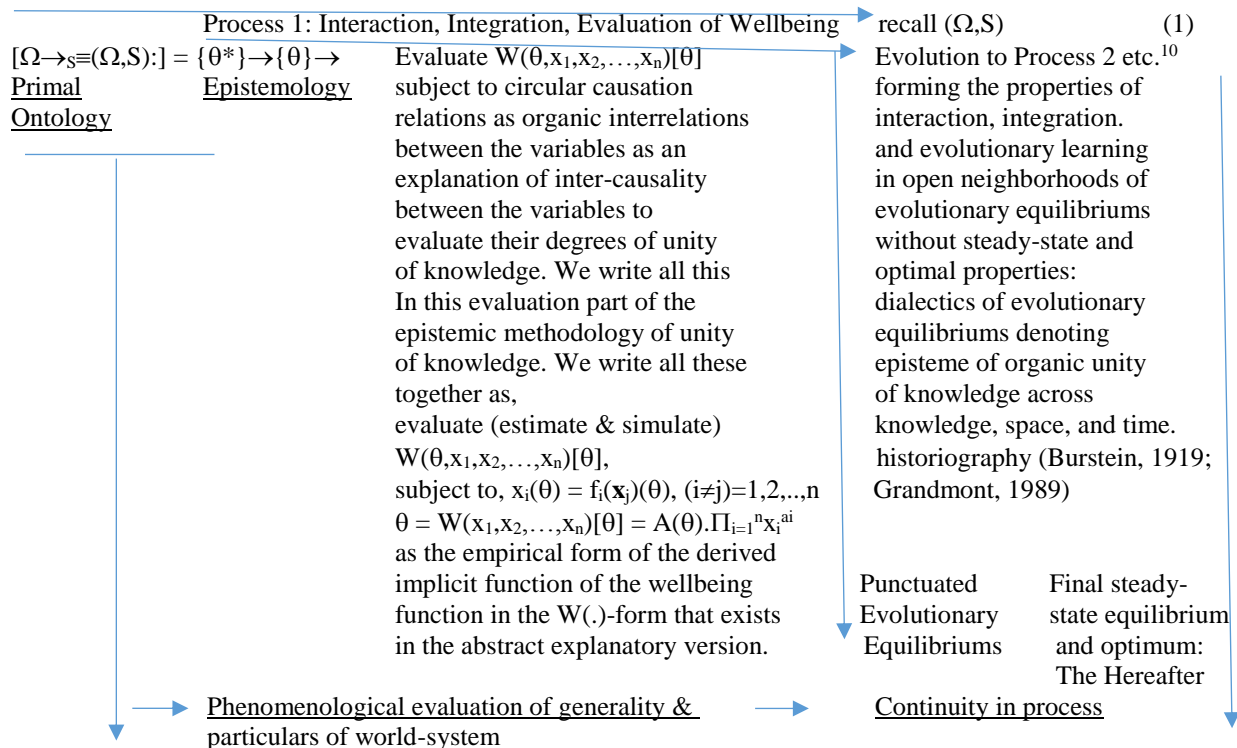 Process 1: Interaction, Integration, Evaluation of Wellbeing recall (Ω,S) (1)
[Ω→S≡(Ω,S):] = {θ*}→{θ}→ Evaluate W(θ,x1,x2,…,xn)[θ] Evolution to Process 2 etc.10
Primal Epistemology subject to circular causation forming the properties of
Ontology relations as organic interrelations interaction, integration.
between the variables as an and evolutionary learning
explanation of inter-causality in open neighborhoods of
between the variables to evolutionary equilibriums
evaluate their degrees of unity without steady-state and
of knowledge. We write all this optimal properties:
In this evaluation part of the dialectics of evolutionary
epistemic methodology of unity equilibriums denoting
of knowledge. We write all these episteme of organic unity
together as, of knowledge across
evaluate (estimate & simulate) knowledge, space, and time.
W(θ,x1,x2,…,xn)[θ], historiography (Burstein, 1919;
subject to, xi(θ) = fi(xj)(θ), (i≠j)=1,2,..,n Grandmont, 1989)
θ = W(x1,x2,…,xn)[θ] = A(θ).Πi=1nxiai
as the empirical form of the derived
implicit function of the wellbeing Punctuated Final steady-
function in the W(.)-form that exists Evolutionary state equilibrium
in the abstract explanatory version. Equilibriums and optimum:
The Hereafter
Phenomenological evaluation of generality & Continuity in process
particulars of world-system